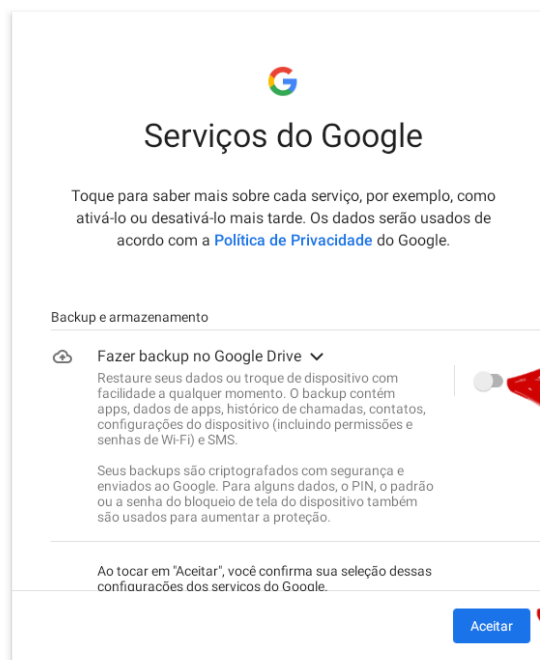 Serviços do Google
Toque para saber mais sobre cada serviço, por exemplo, como
ativá-lo ou desativá-lo mais tarde. Os dados serão usados de
acordo com a Política de Privacidade do Google.
Backup e armazenamento
Fazer backup no Google Drive
Restaure seus dados ou troque de dispositivo com
facilidade a qualquer momento. O backup contém
apps, dados de apps, histórico de chamadas, contatos,
configurações do dispositivo (incluindo permissões e
senhas de Wi-Fi) e SMS.
Seus backups são criptografados com segurança e
enviados ao Google. Para alguns dados, o PIN, o padrão
ou a senha do bloqueio de tela do dispositivo também
são usados para aumentar a proteção.
Ao tocar em "Aceitar", você confirma sua seleção dessas
configurações dos serviços do Google.
Aceitar